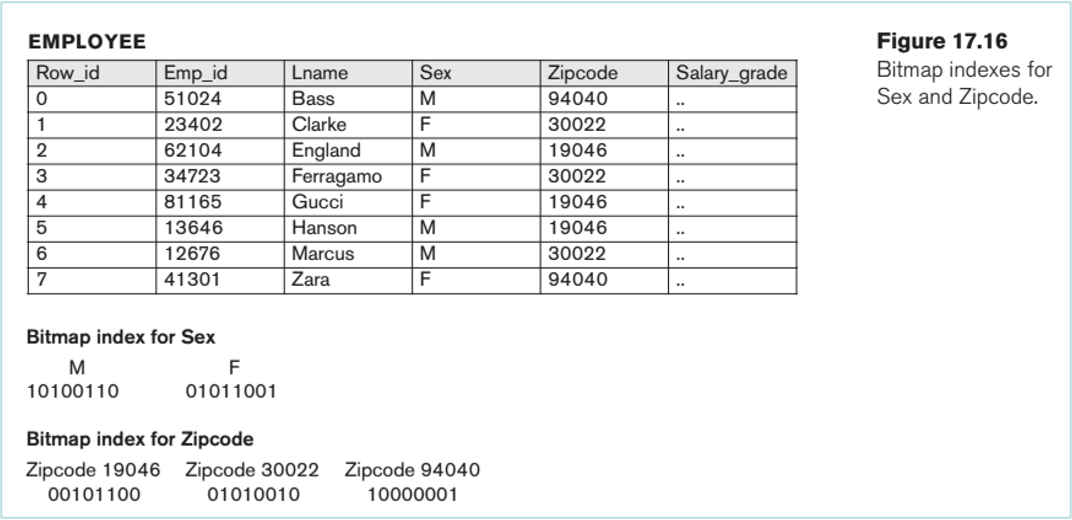 EMPLOYEE
Row_id Emp_id Lname Sex Zipcode Salary_grade
0 51024 Bass M 94040 ..
1 23402 Clarke F 30022 ..
2 62104 England M 19046 ..
3 34723 Ferragamo F 30022 ..
4 81165 Gucci F 19046 ..
5 13646 Hanson M 19046 ..
6 12676 Marcus M 30022 ..
7 41301 Zara F 94040 ..
Bitmap index for Sex
M F
10100110 01011001
Bitmap index for Zipcode
Zipcode 19046 Zipcode 30022 Zipcode 94040
00101100 01010010 10000001
Figure 17.16
Bitmap indexes for
Sex and Zipcode.